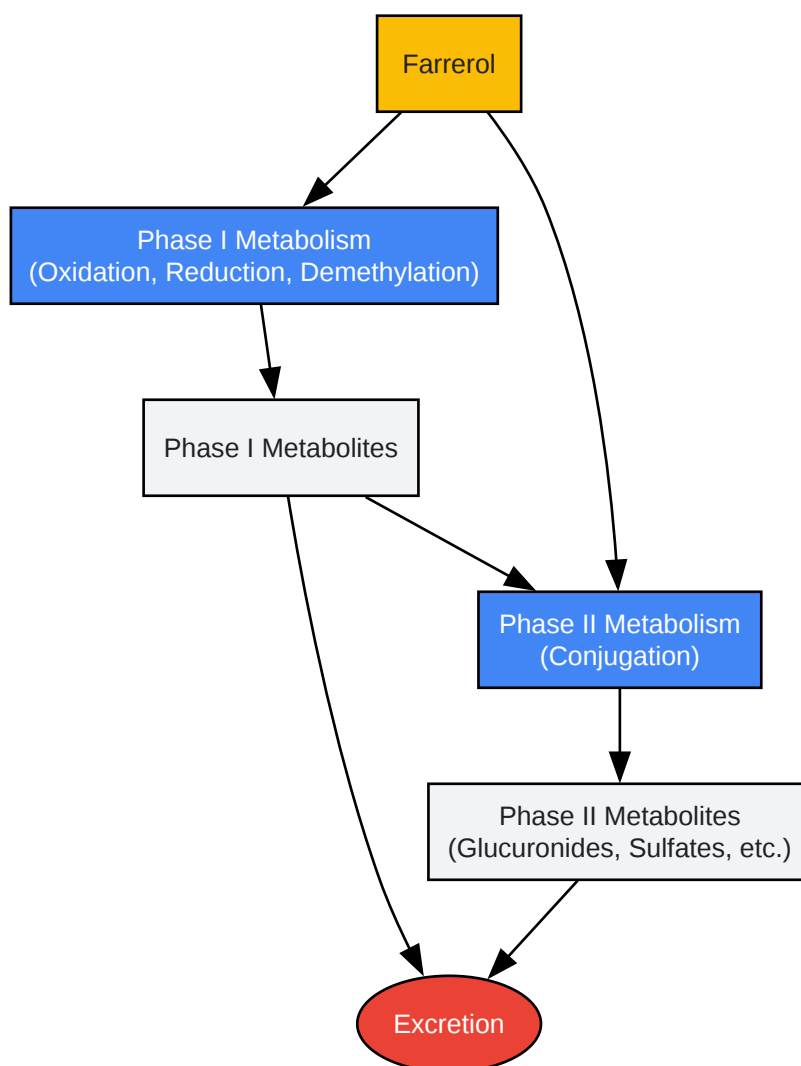 Farrerol
Phase I Metabolism
(Oxidation, Reduction, Demethylation)
Phase I Metabolites
Phase II Metabolism
(Conjugation)
Phase II Metabolites
(Glucuronides, Sulfates, etc.)
Excretion